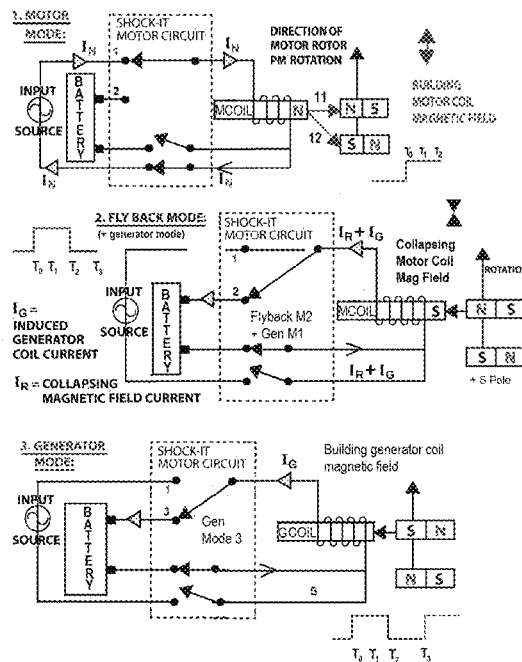 1. MOTOR
MODE:
SHOCK-IT
MOTOR CIRCUIT
DIRECTION OF
MOTOR ROTOR
PM ROTATION
I_N
1
I_N
INPUT
SOURCE
BATTERY
2
MCOIL
N
11
12
N S
S N
BUILDING
MOTOR COIL
MAGNETIC FIELD
I_N
I_N
T0 T1 T2
2. FLY BACK MODE:
(+ generator mode)
SHOCK-IT
MOTOR CIRCUIT
I_R + I_G
T0 T1 T2 T3
1
2
Collapsing
Motor Coil
Mag Field
ROTATION
INPUT
SOURCE
BATTERY
I_G =
INDUCED
GENERATOR
COIL CURRENT
Flyback M2
+ Gen M1
MCOIL
S
N S
S N
+ S Pole
I_R + I_G
I_R = COLLAPSING
MAGNETIC FIELD CURRENT
3. GENERATOR
MODE:
SHOCK-IT
MOTOR CIRCUIT
I_G
Building generator coil
magnetic field
1
INPUT
SOURCE
BATTERY
3
Gen
Mode 3
GCOIL
S N
N S
T0 T1 T2 T3